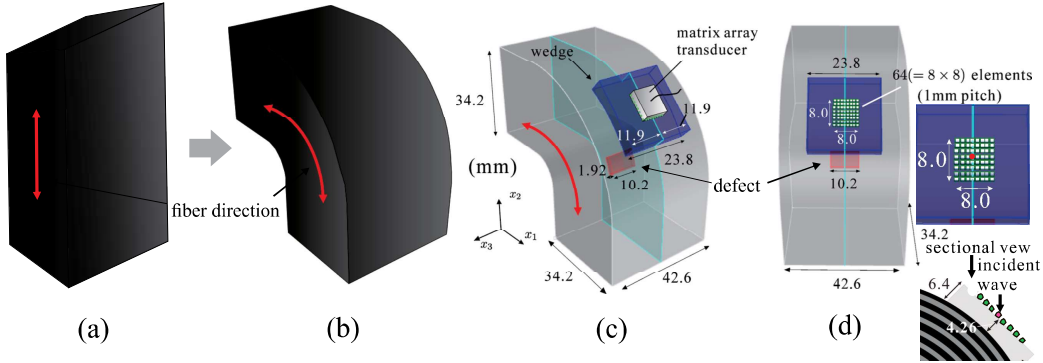 fiber direction
(a)
(b)
34.2
(mm)
wedge
matrix array
transducer
11.9
11.9
23.8
1.92
10.2
defect
x₂
x₃
x₁
34.2
42.6
(c)
23.8
64(= 8 × 8) elements
(1mm pitch)
8.0
8.0
10.2
34.2
42.6
(d)
8.0
8.0
sectional vew
incident
wave
6.4
4.26